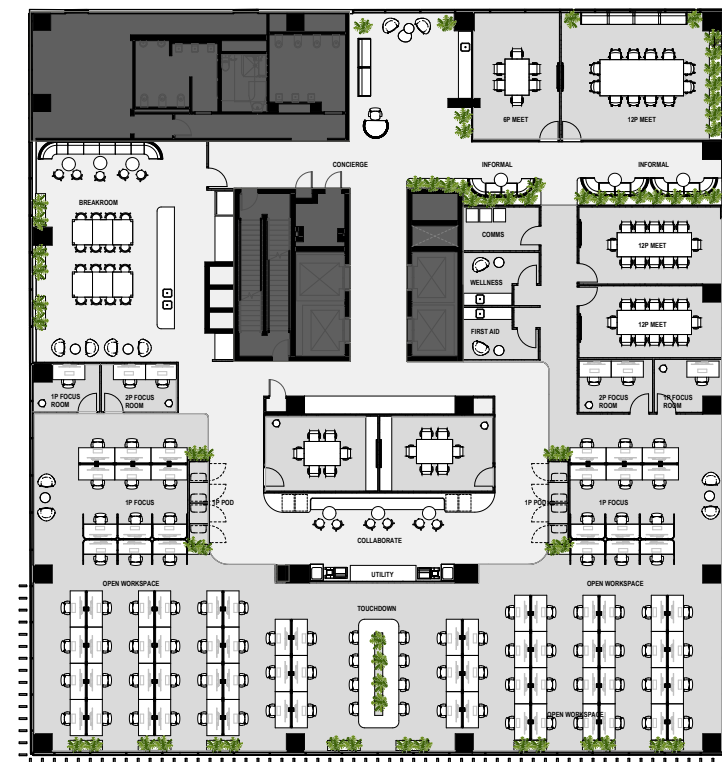 6P MEET
12P MEET
CONCIERGE
INFORMAL
INFORMAL
BREAKROOM
COMMS
12P MEET
WELLNESS
FIRST AID
12P MEET
1P FOCUS
ROOM
2P FOCUS
ROOM
2P FOCUS
ROOM
1P FOCUS
ROOM
1P FOCUS
1P POD
1P POD
1P FOCUS
COLLABORATE
UTILITY
OPEN WORKSPACE
OPEN WORKSPACE
TOUCHDOWN
OPEN WORKSPACE